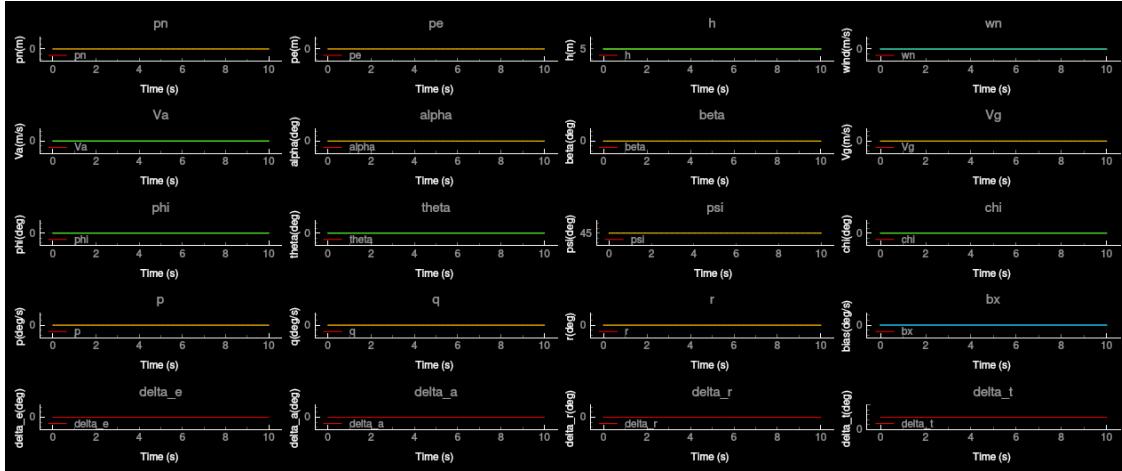 pn pe h wn
pn(m) 0 pn pe(m) 0 pe h(m) 5 h wind(m/s) 0 wn
0 2 4 6 8 10 0 2 4 6 8 10 0 2 4 6 8 10 0 2 4 6 8 10
Time (s) Time (s) Time (s) Time (s)
Va alpha beta Vg
Va(m/s) 0 Va alpha(deg) 0 alpha beta(deg) 0 beta Vg(m/s) 0 Vg
0 2 4 6 8 10 0 2 4 6 8 10 0 2 4 6 8 10 0 2 4 6 8 10
Time (s) Time (s) Time (s) Time (s)
phi theta psi chi
phi(deg) 0 phi theta(deg) 0 theta psi(deg) 45 psi chi(deg) 0 chi
0 2 4 6 8 10 0 2 4 6 8 10 0 2 4 6 8 10 0 2 4 6 8 10
Time (s) Time (s) Time (s) Time (s)
p q r bx
p(deg/s) 0 p q(deg/s) 0 q r(deg) 0 r bias(deg/s) 0 bx
0 2 4 6 8 10 0 2 4 6 8 10 0 2 4 6 8 10 0 2 4 6 8 10
Time (s) Time (s) Time (s) Time (s)
delta_e delta_a delta_r delta_t
delta_e(deg) 0 delta_e delta_a(deg) 0 delta_a delta_r(deg) 0 delta_r delta_t(deg) 0 delta_t
0 2 4 6 8 10 0 2 4 6 8 10 0 2 4 6 8 10 0 2 4 6 8 10
Time (s) Time (s) Time (s) Time (s)